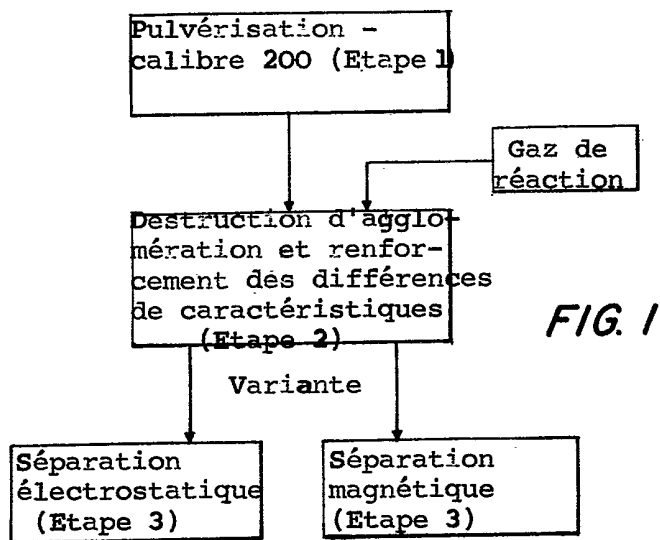 Pulvérisation -
calibre 200 (Etape 1)
Gaz de
réaction
Destruction d'agglo-
mération et renfor-
cement des différences
de caractéristiques
(Etape 2)
FIG. 1
Variante
Séparation
électrostatique
(Etape 3)
Séparation
magnétique
(Etape 3)